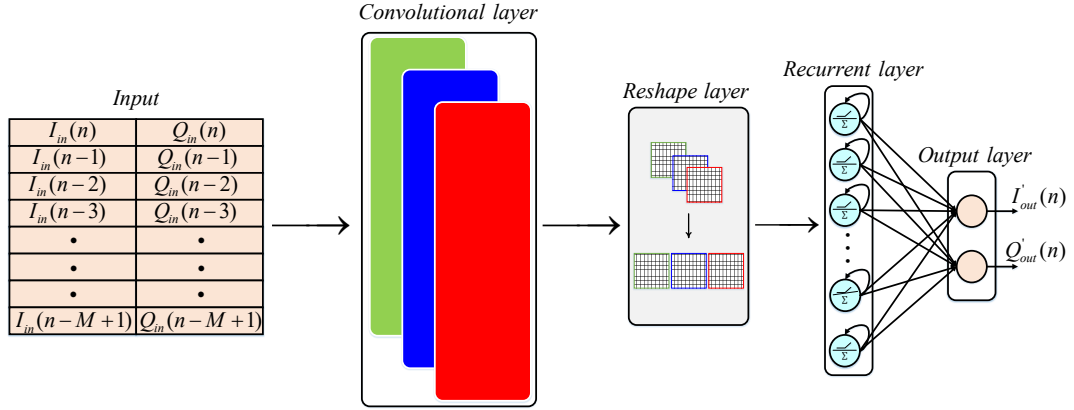 Convolutional layer
Recurrent layer
Reshape layer
Input
I_in(n) Q_in(n)
I_in(n−1) Q_in(n−1)
I_in(n−2) Q_in(n−2)
I_in(n−3) Q_in(n−3)
I_in(n−M+1) Q_in(n−M+1)
Σ
Σ
Σ
Σ
Σ
Output layer
I'_out(n)
Q'_out(n)